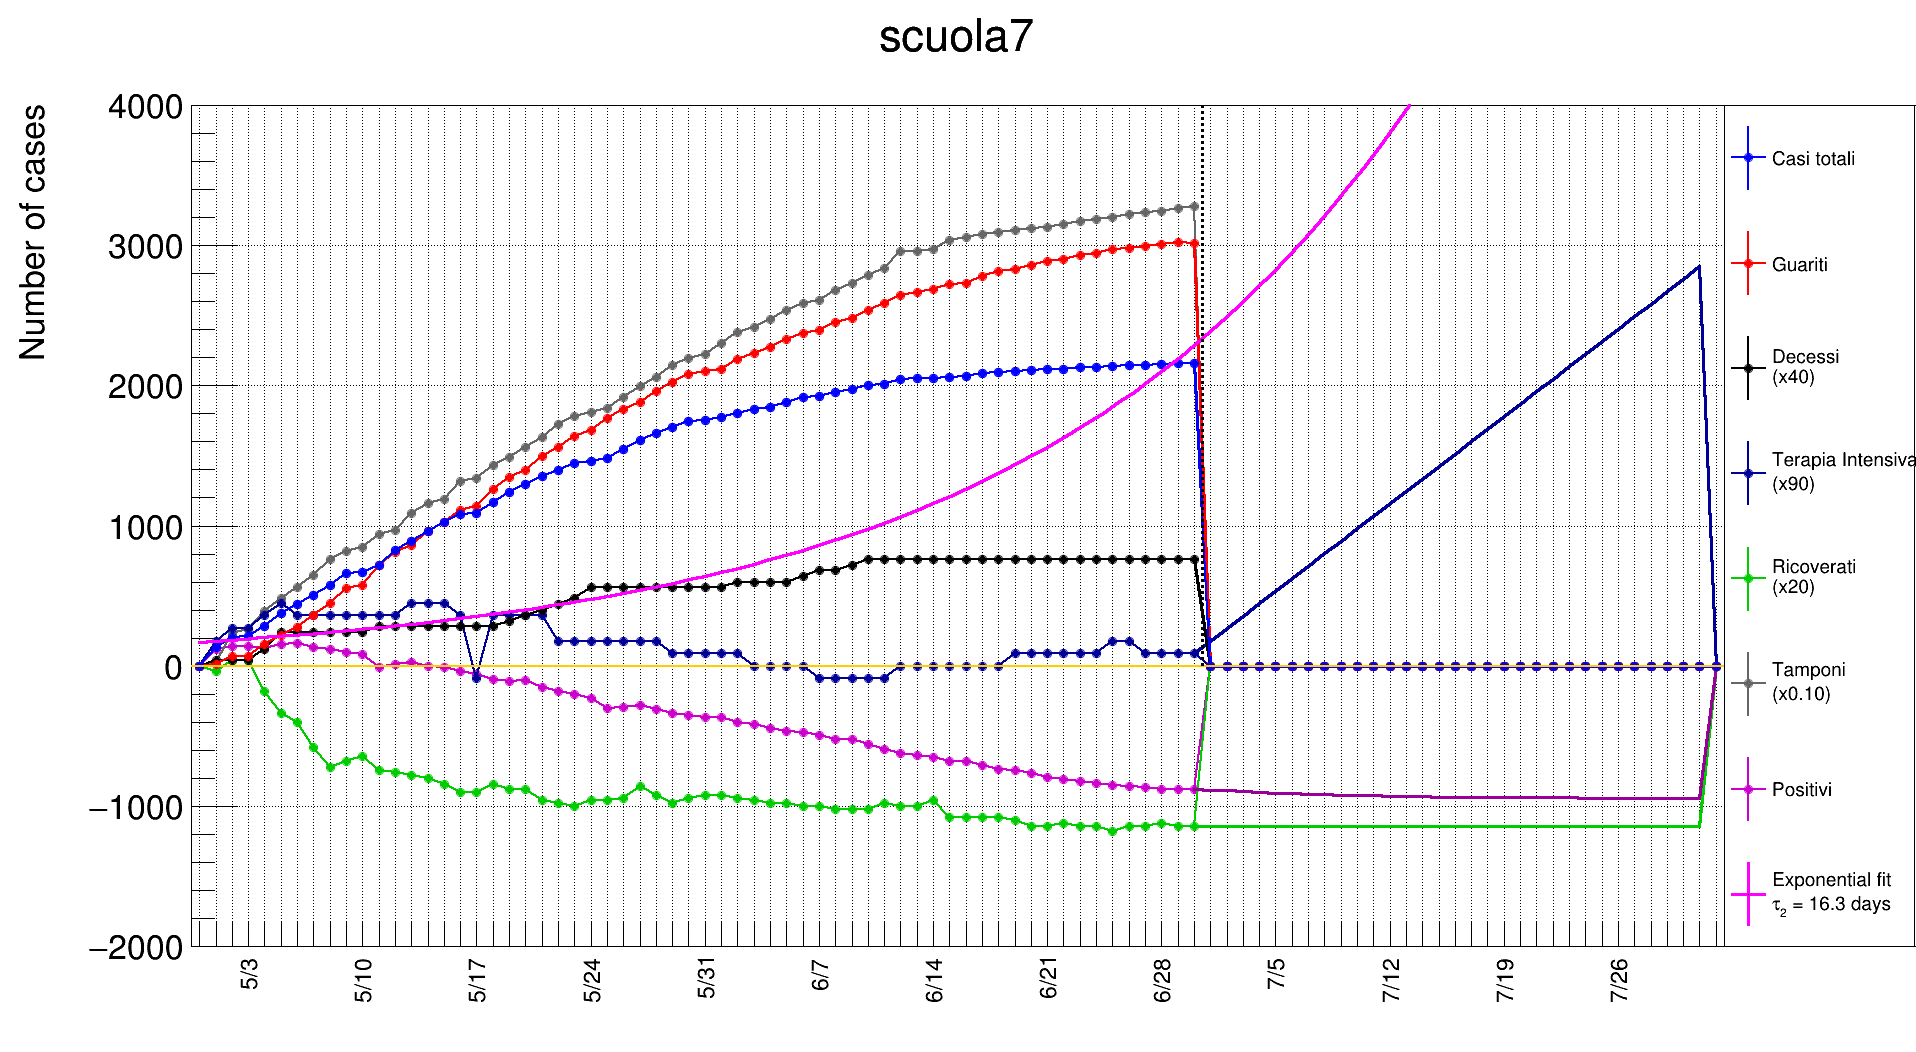 scuola7
Number of cases
4000
3000
2000
1000
0
−1000
−2000
5/3
5/10
5/17
5/24
5/31
6/7
6/14
6/21
6/28
7/5
7/12
7/19
7/26
Casi totali
Guariti
Decessi
(x40)
Terapia Intensiva
(x90)
Ricoverati
(x20)
Tamponi
(x0.10)
Positivi
Exponential fit
τ2 = 16.3 days